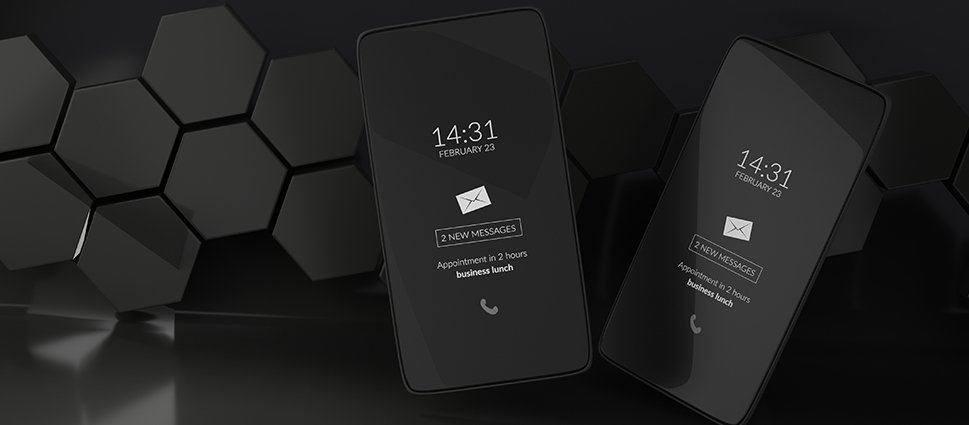 14:31
FEBRUARY 23
2 NEW MESSAGES
Appointment in 2 hours
business lunch
14:31
FEBRUARY 23
2 NEW MESSAGES
Appointment in 2 hours
business lunch